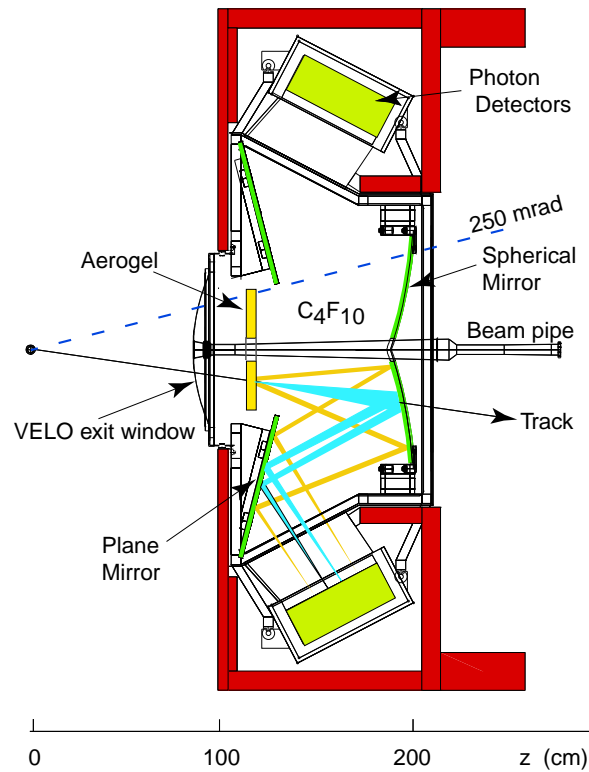 Photon
Detectors
250 mrad
Aerogel
Spherical
Mirror
C₄F₁₀
Beam pipe
Track
VELO exit window
Plane
Mirror
0
100
200
z (cm)